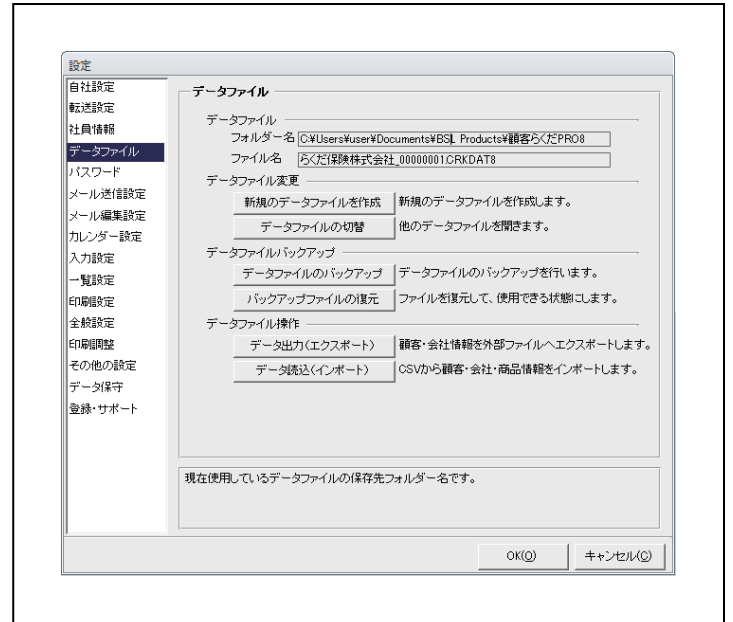 設定
自社設定
転送設定
社員情報
データファイル
パスワード
メール送信設定
メール編集設定
カレンダー設定
入力設定
一覧設定
印刷設定
全般設定
印刷調整
その他の設定
データ保守
登録・サポート
データファイル
データファイル
フォルダー名 C:¥Users¥user¥Documents¥BSL Products¥顧客らくだPRO8
ファイル名 らくだ保険株式会社_00000001.CRKDAT8
データファイル変更
新規のデータファイルを作成 新規のデータファイルを作成します。
データファイルの切替 他のデータファイルを開きます。
データファイルバックアップ
データファイルのバックアップ データファイルのバックアップを行います。
バックアップファイルの復元 ファイルを復元して、使用できる状態にします。
データファイル操作
データ出力(エクスポート) 顧客・会社情報を外部ファイルへエクスポートします。
データ読込(インポート) CSVから顧客・会社・商品情報をインポートします。
現在使用しているデータファイルの保存先フォルダー名です。
OK(O) キャンセル(C)